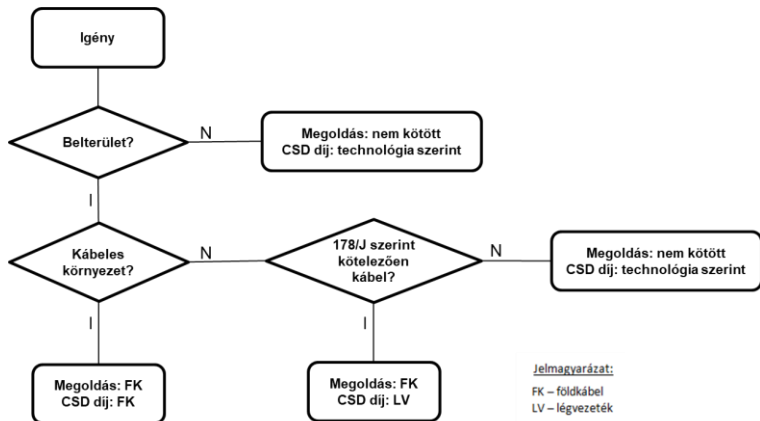 Igény
Belterület?
N
Megoldás: nem kötött
CSD díj: technológia szerint
I
Kábeles
környezet?
N
178/J szerint
kötelezően
kábel?
N
Megoldás: nem kötött
CSD díj: technológia szerint
I
I
Megoldás: FK
CSD díj: FK
Megoldás: FK
CSD díj: LV
Jelmagyarázat:
FK – földkábel
LV – légvezeték